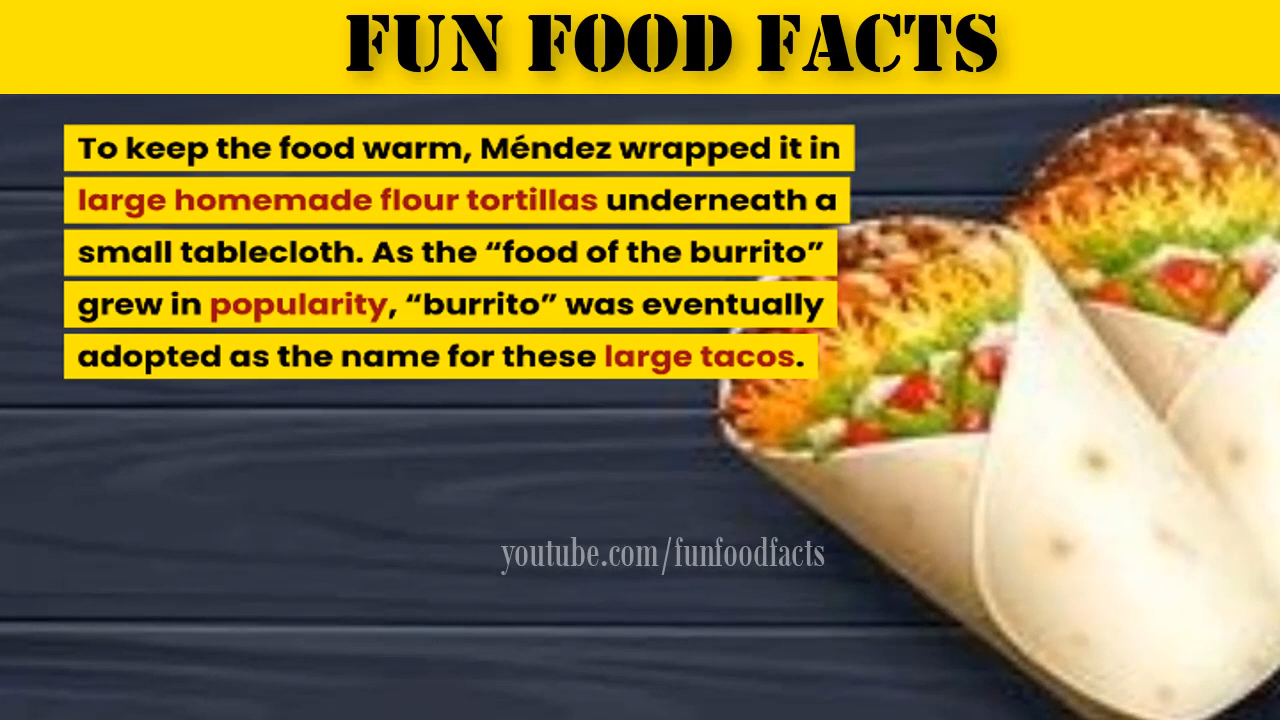 FUN FOOD FACTS
To keep the food warm, Méndez wrapped it in
large homemade flour tortillas underneath a
small tablecloth. As the “food of the burrito”
grew in popularity, “burrito” was eventually
adopted as the name for these large tacos.
youtube.com/funfoodfacts